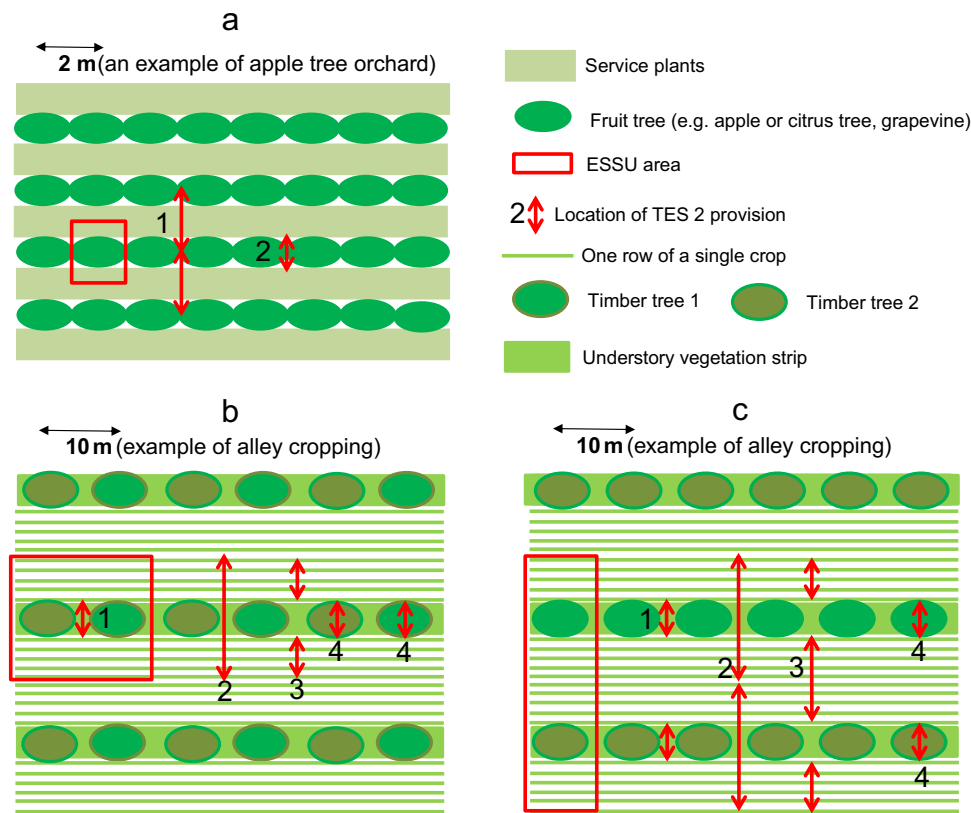 a
2 m (an example of apple tree orchard)
1
2
Service plants
Fruit tree (e.g. apple or citrus tree, grapevine)
ESSU area
2 Location of TES 2 provision
One row of a single crop
Timber tree 1
Timber tree 2
Understory vegetation strip
b
10 m (example of alley cropping)
1
2
3
4
4
c
10 m (example of alley cropping)
1
2
3
4
4